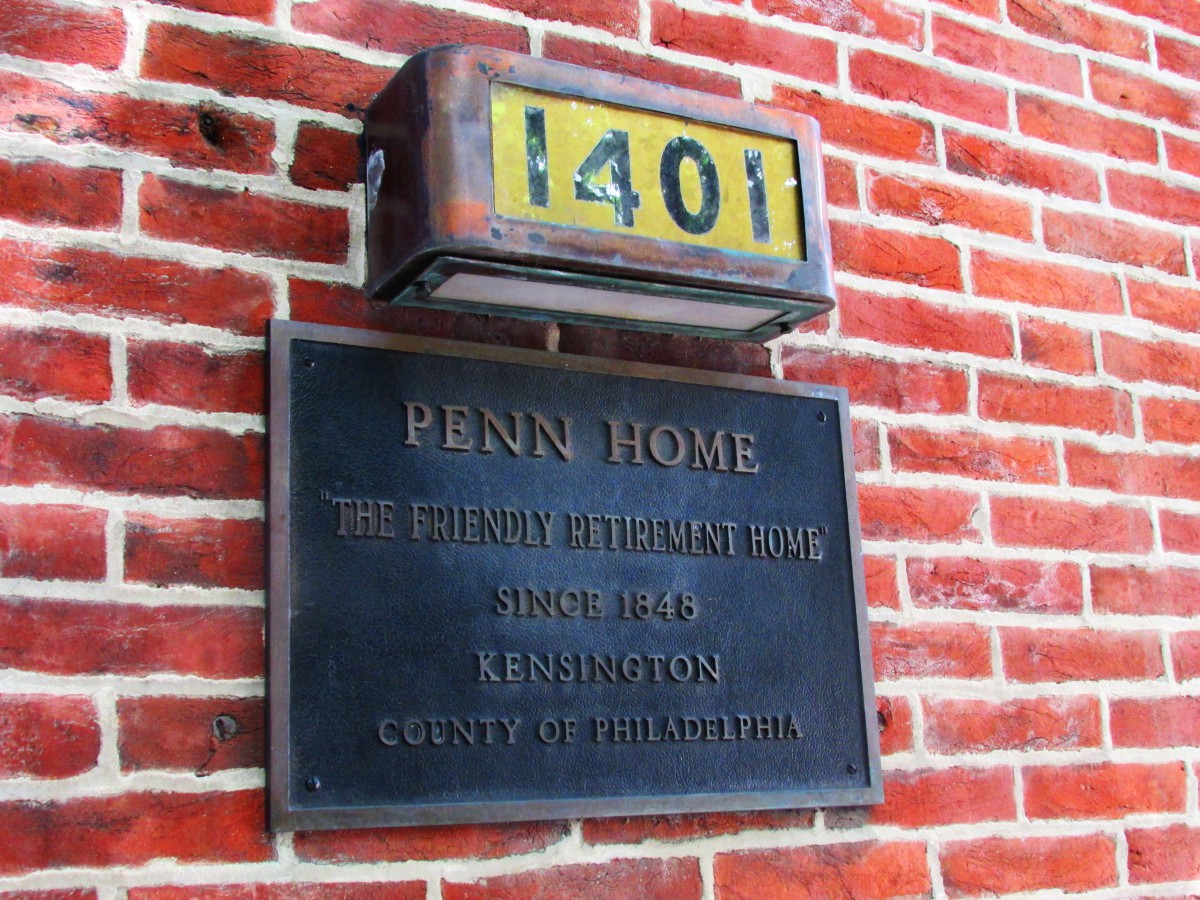 1401
PENN HOME
"THE FRIENDLY RETIREMENT HOME"
SINCE 1848
KENSINGTON
COUNTY OF PHILADELPHIA